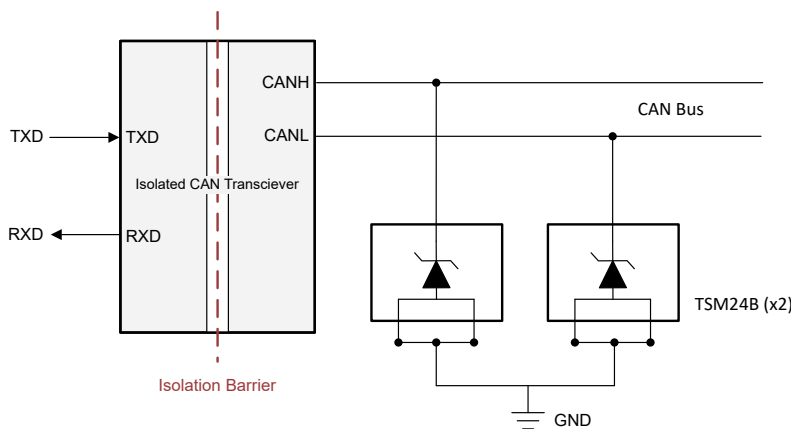 CANH
CAN Bus
TXD
TXD
CANL
Isolated CAN Transciever
RXD
RXD
TSM24B (x2)
Isolation Barrier
GND